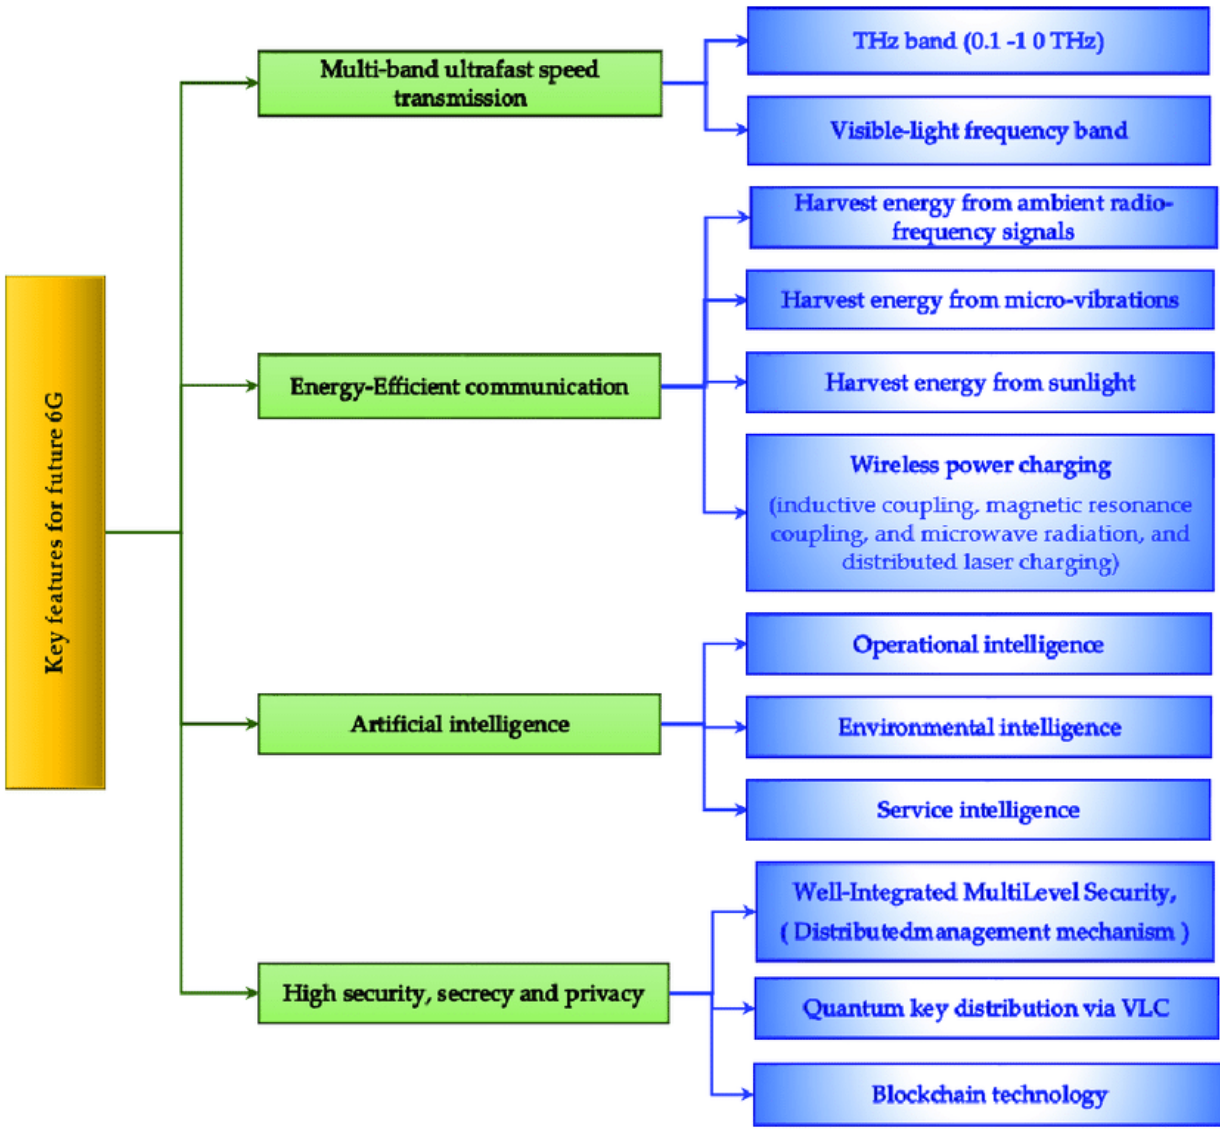 Key features for future 6G
Multi-band ultrafast speed
transmission
THz band (0.1 -1 0 THz)
Visible-light frequency band
Energy-Efficient communication
Harvest energy from ambient radio-
frequency signals
Harvest energy from micro-vibrations
Harvest energy from sunlight
Wireless power charging
(inductive coupling, magnetic resonance
coupling, and microwave radiation, and
distributed laser charging)
Artificial intelligence
Operational intelligence
Environmental intelligence
Service intelligence
High security, secrecy and privacy
Well-Integrated MultiLevel Security,
( Distributedmanagement mechanism )
Quantum key distribution via VLC
Blockchain technology